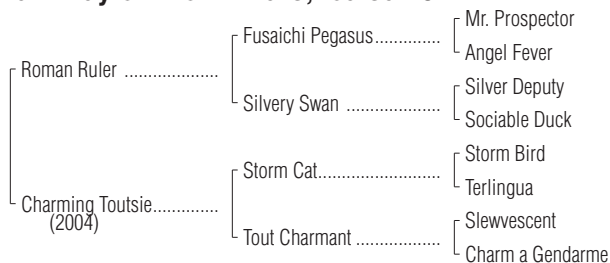 Mr. Prospector
Fusaichi Pegasus..............
Angel Fever
Roman Ruler ....................
Silver Deputy
Silvery Swan ....................
Sociable Duck
Storm Bird
Storm Cat..........................
Terlingua
Charming Toutsie..............
(2004)
Slewvescent
Tout Charmant ..................
Charm a Gendarme